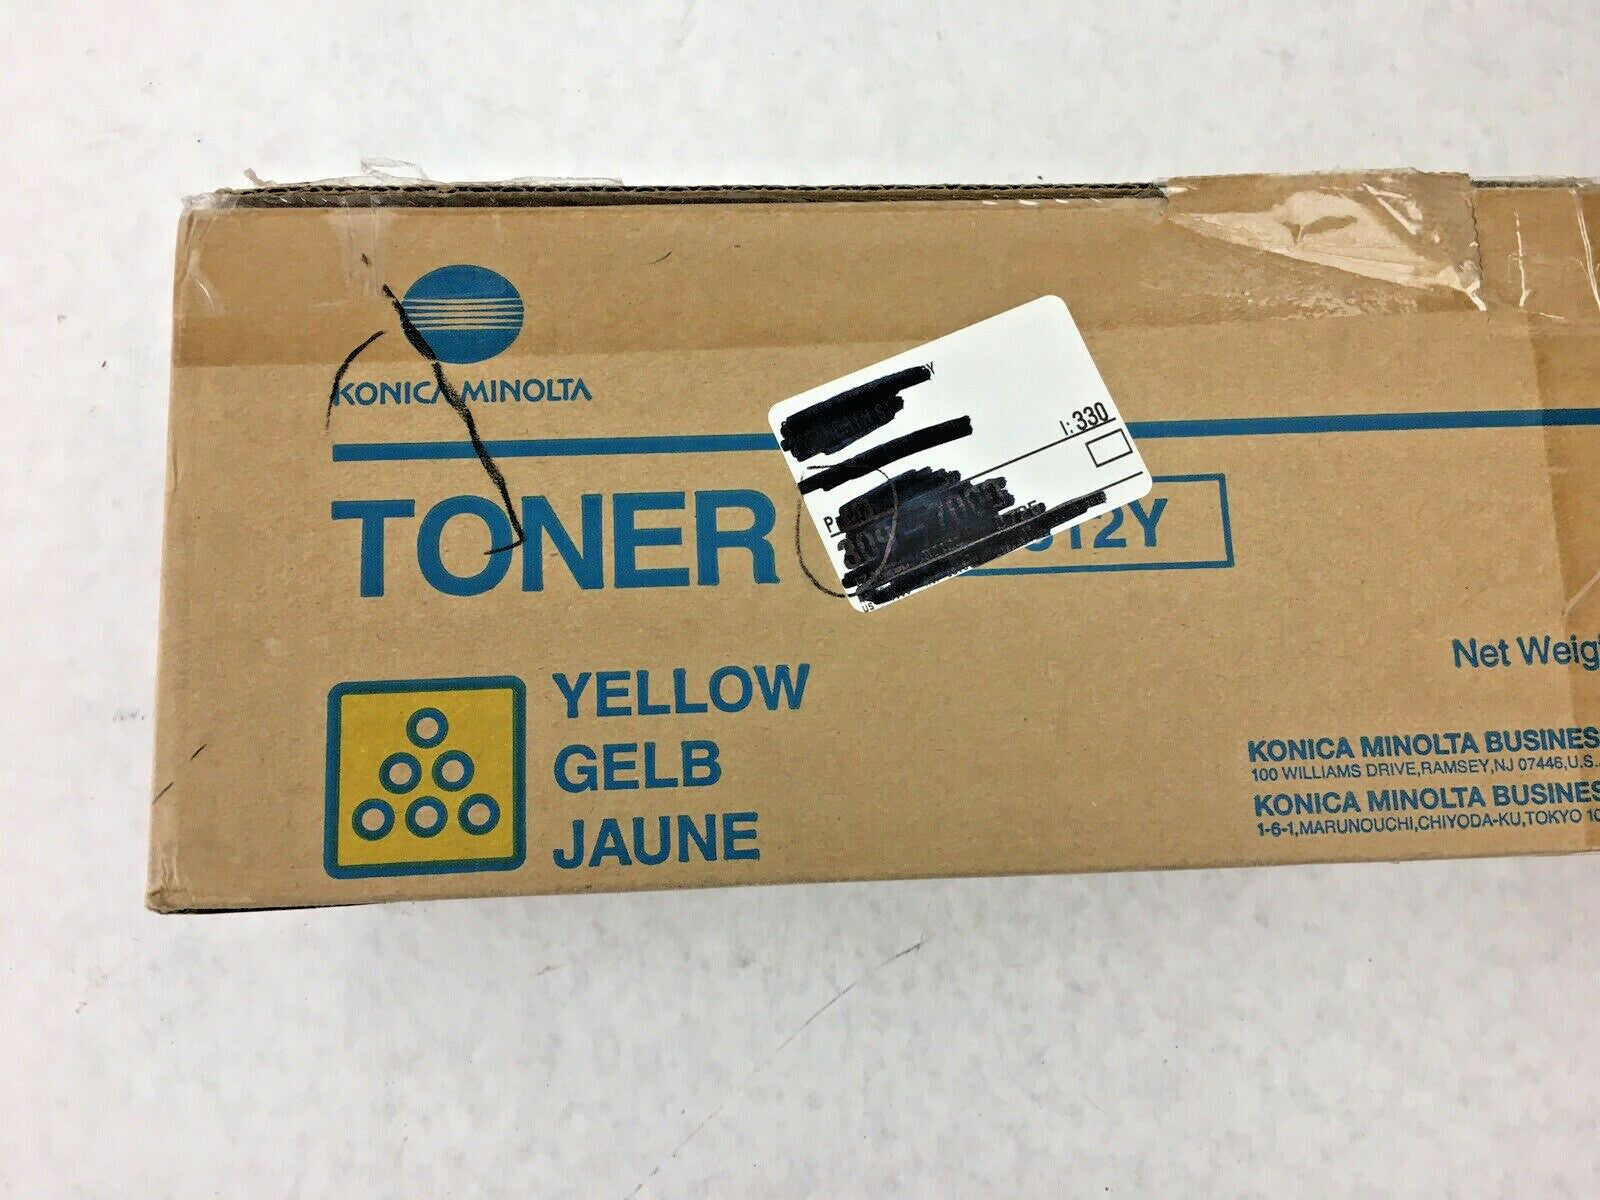 KONICA MINOLTA
I: 330
TONER
12Y
YELLOW
GELB
JAUNE
Net Weig
KONICA MINOLTA BUSINES
100 WILLIAMS DRIVE,RAMSEY,NJ 07446,U.S.
KONICA MINOLTA BUSINES
1-6-1,MARUNOUCHI,CHIYODA-KU,TOKYO 10